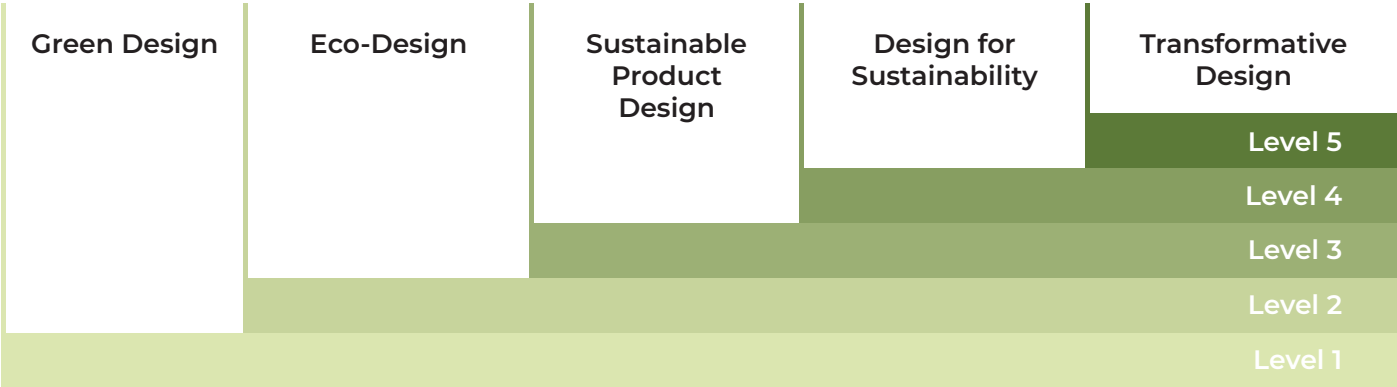 Green Design
Eco-Design
Sustainable
Product
Design
Design for
Sustainability
Transformative
Design
Level 5
Level 4
Level 3
Level 2
Level 1